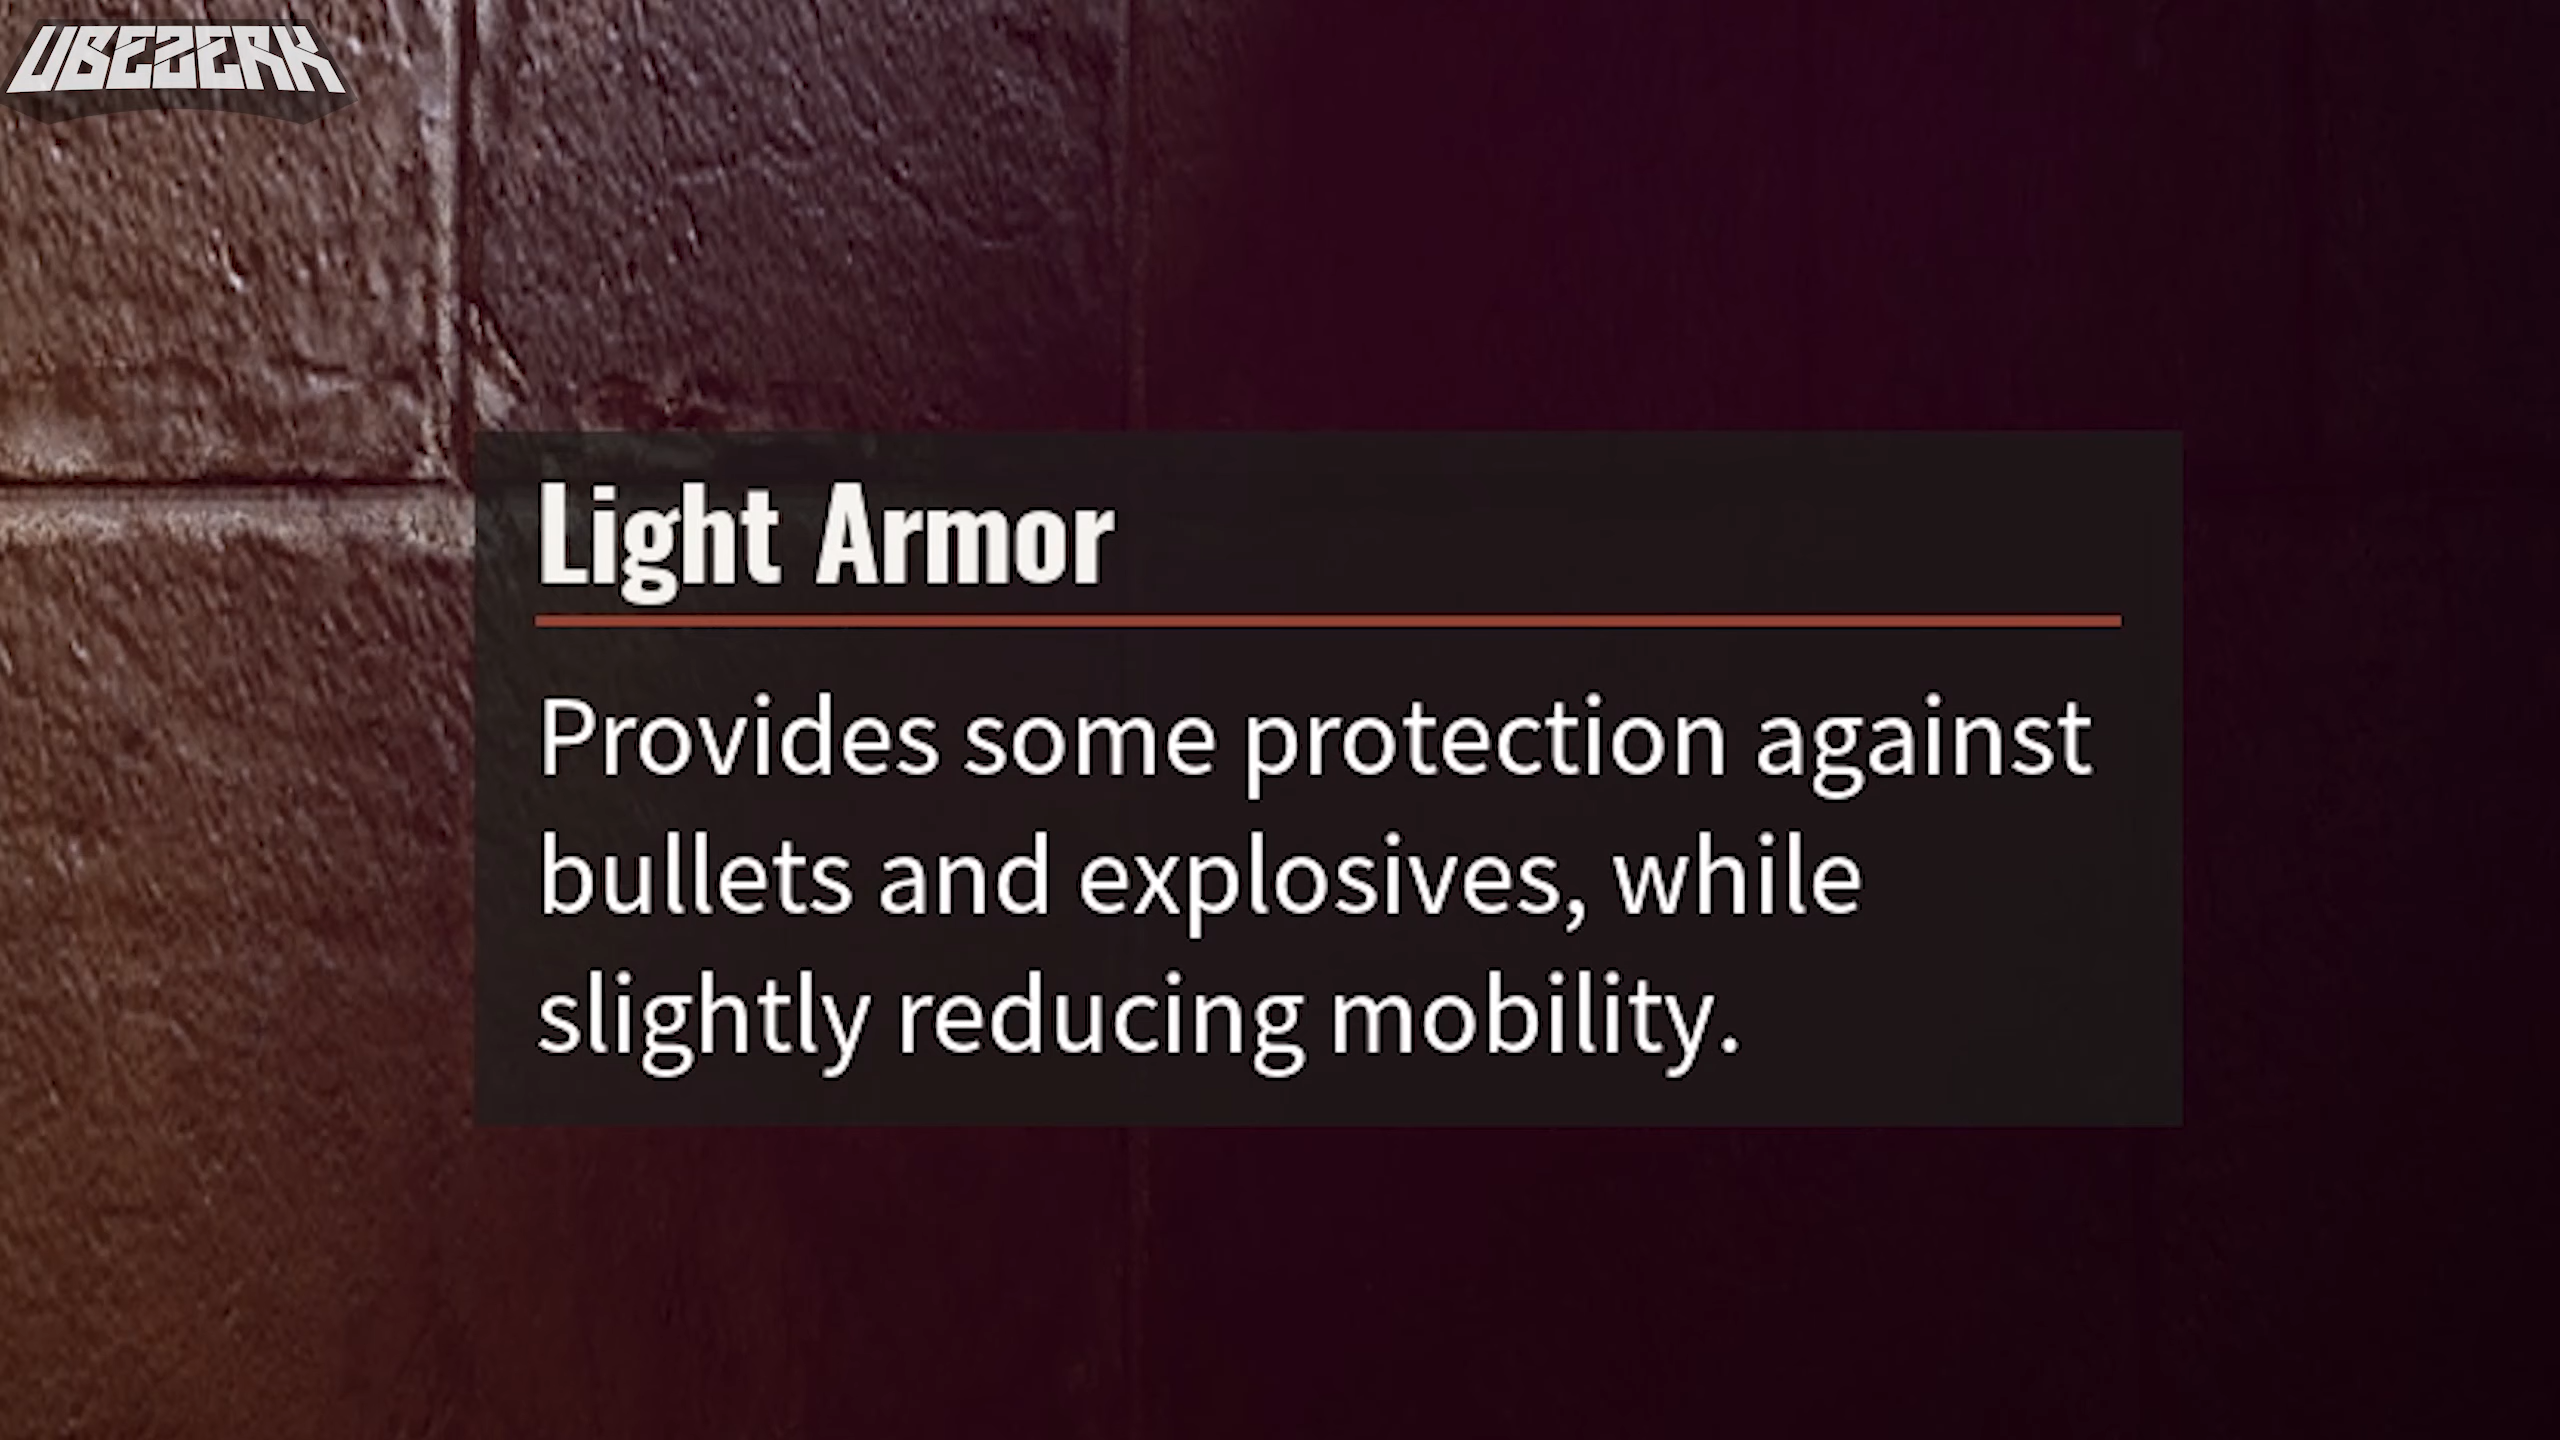 UBEZERK
Light Armor
Provides some protection against
bullets and explosives, while
slightly reducing mobility.